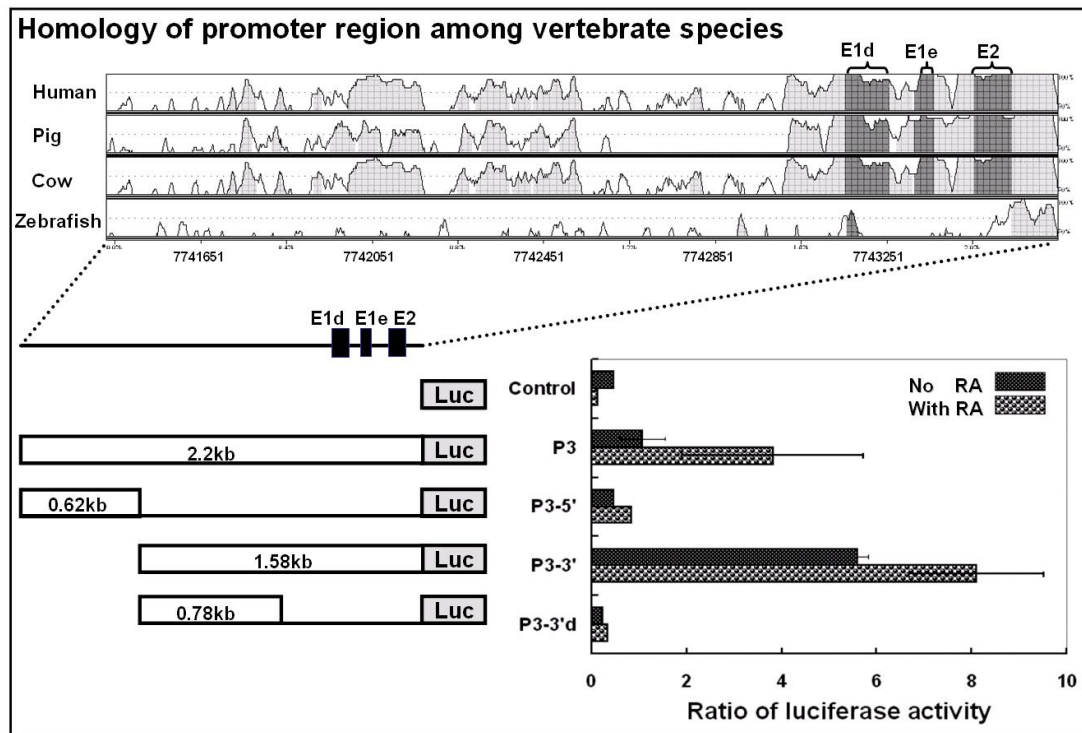 Homology of promoter region among vertebrate species
E1d E1e E2
Human
Pig
Cow
Zebrafish
7741651 7742051 7742451 7742851 7743251
E1d E1e E2
Luc
2.2kb Luc
0.62kb Luc
1.58kb Luc
0.78kb Luc
Control
P3
P3-5'
P3-3'
P3-3'd
No RA
With RA
0 2 4 6 8 10
Ratio of luciferase activity